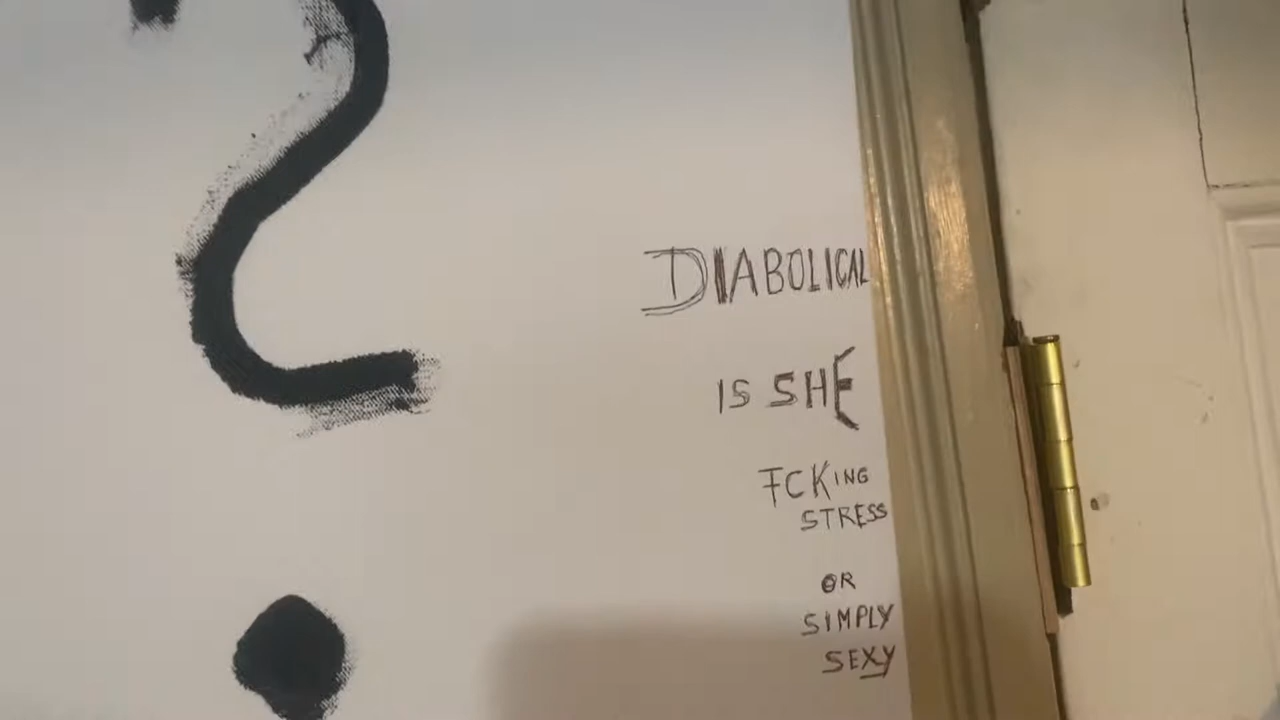 ?
DIABOLICAL
IS SHE
FCKING
STRESS
OR
SIMPLY
SEXY